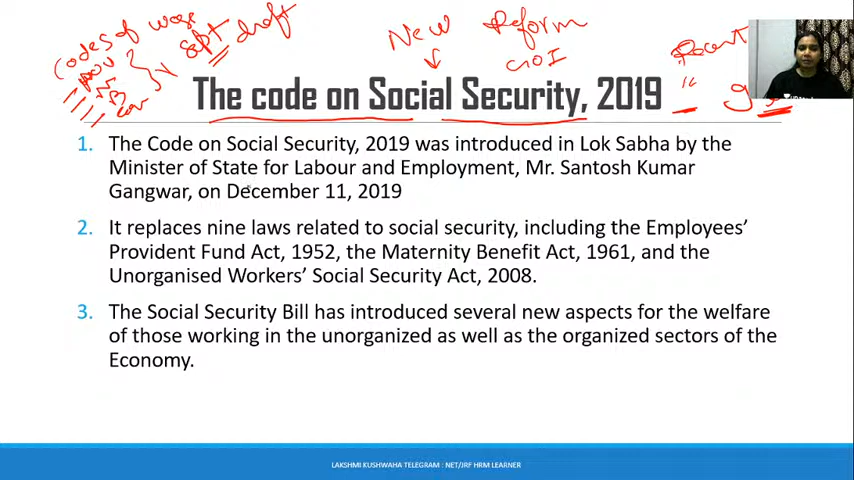 codes of wage
sept draft
New Reform
GOI
Recent
The code on Social Security, 2019
1. The Code on Social Security, 2019 was introduced in Lok Sabha by the
Minister of State for Labour and Employment, Mr. Santosh Kumar
Gangwar, on December 11, 2019
2. It replaces nine laws related to social security, including the Employees'
Provident Fund Act, 1952, the Maternity Benefit Act, 1961, and the
Unorganised Workers' Social Security Act, 2008.
3. The Social Security Bill has introduced several new aspects for the welfare
of those working in the unorganized as well as the organized sectors of the
Economy.
LAKSHMI KUSHWAHA TELEGRAM : NET/JRF HRM LEARNER